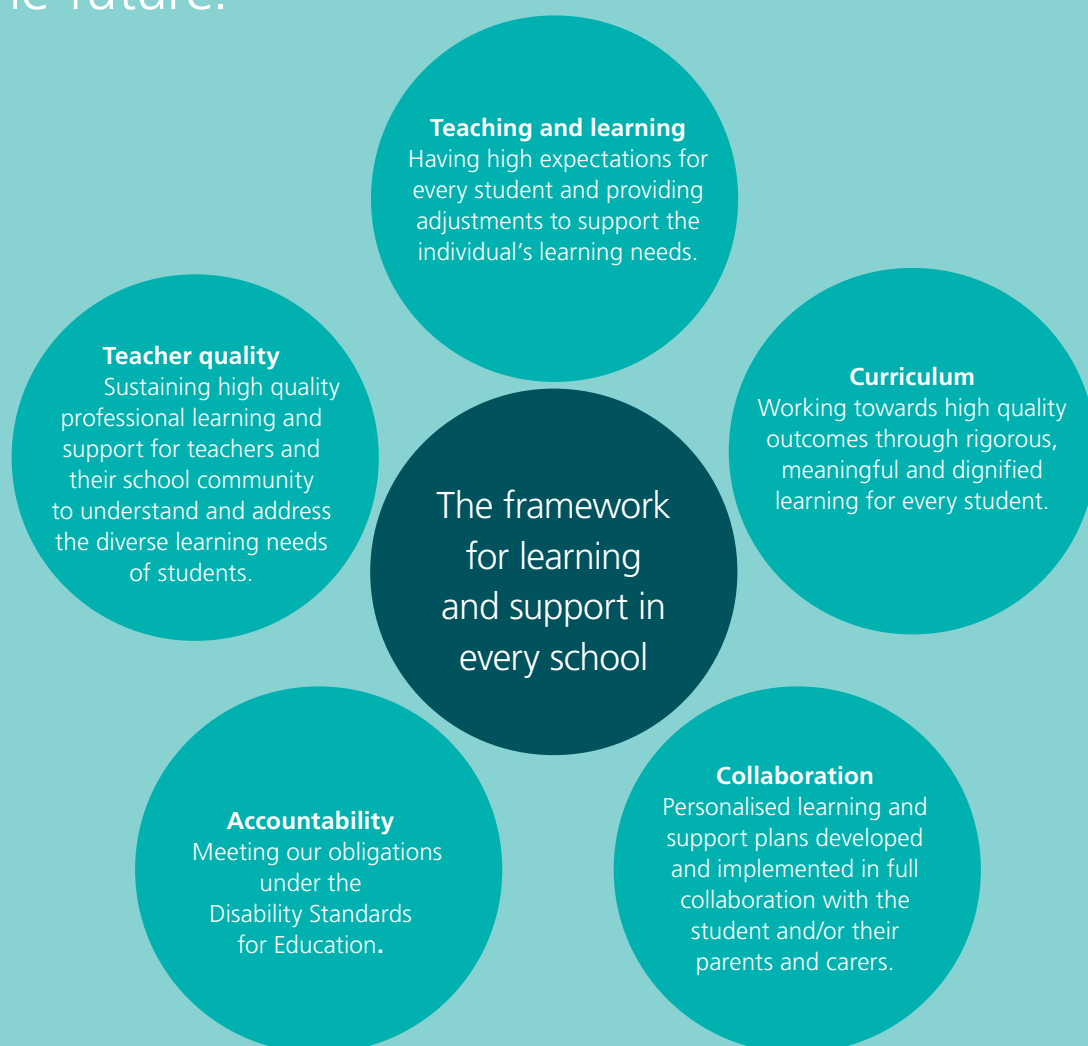 future.
Teaching and learning
Having high expectations for
every student and providing
adjustments to support the
individual's learning needs.
Teacher quality
Sustaining high quality
professional learning and
support for teachers and
their school community
to understand and address
the diverse learning needs
of students.
Curriculum
Working towards high quality
outcomes through rigorous,
meaningful and dignified
learning for every student.
The framework
for learning
and support in
every school
Accountability
Meeting our obligations
under the
Disability Standards
for Education.
Collaboration
Personalised learning and
support plans developed
and implemented in full
collaboration with the
student and/or their
parents and carers.